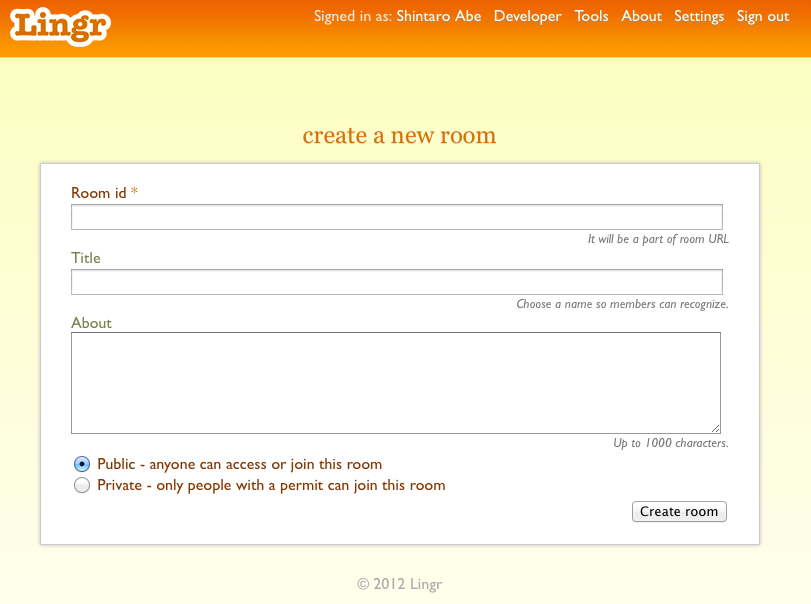 Lingr
Signed in as: Shintaro Abe Developer Tools About Settings Sign out
create a new room
Room id *
It will be a part of room URL
Title
Choose a name so members can recognize.
About
Up to 1000 characters.
Public - anyone can access or join this room
Private - only people with a permit can join this room
Create room
© 2012 Lingr